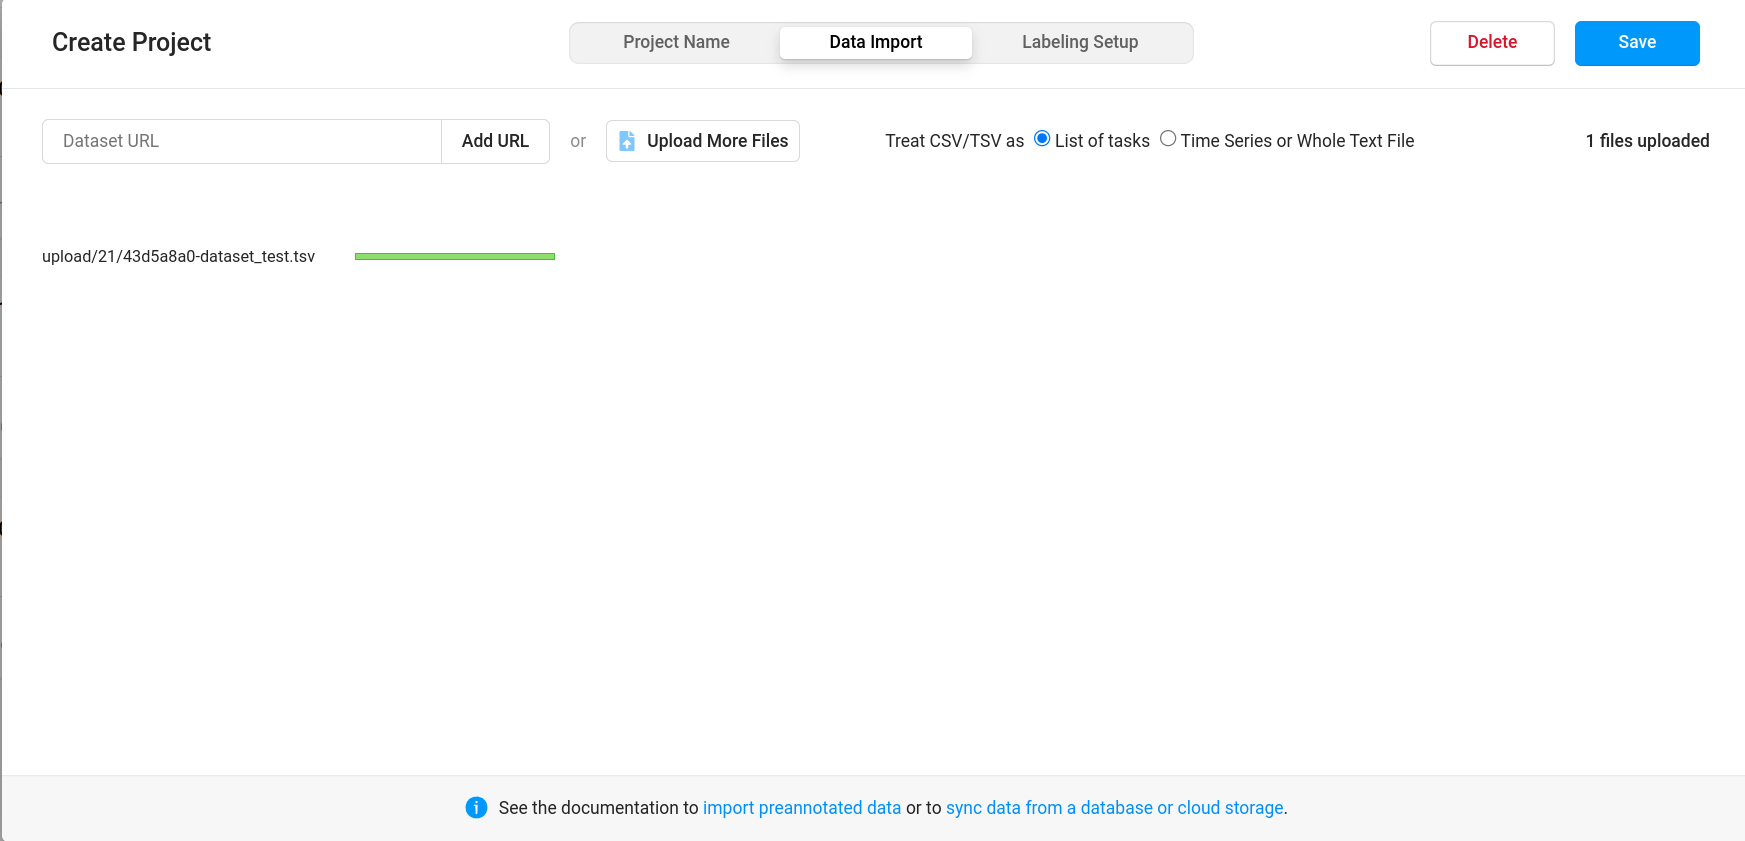 Create Project
Project Name
Data Import
Labeling Setup
Delete
Save
Dataset URL
Add URL
or
Upload More Files
Treat CSV/TSV as
List of tasks
Time Series or Whole Text File
1 files uploaded
upload/21/43d5a8a0-dataset_test.tsv
See the documentation to import preannotated data or to sync data from a database or cloud storage.